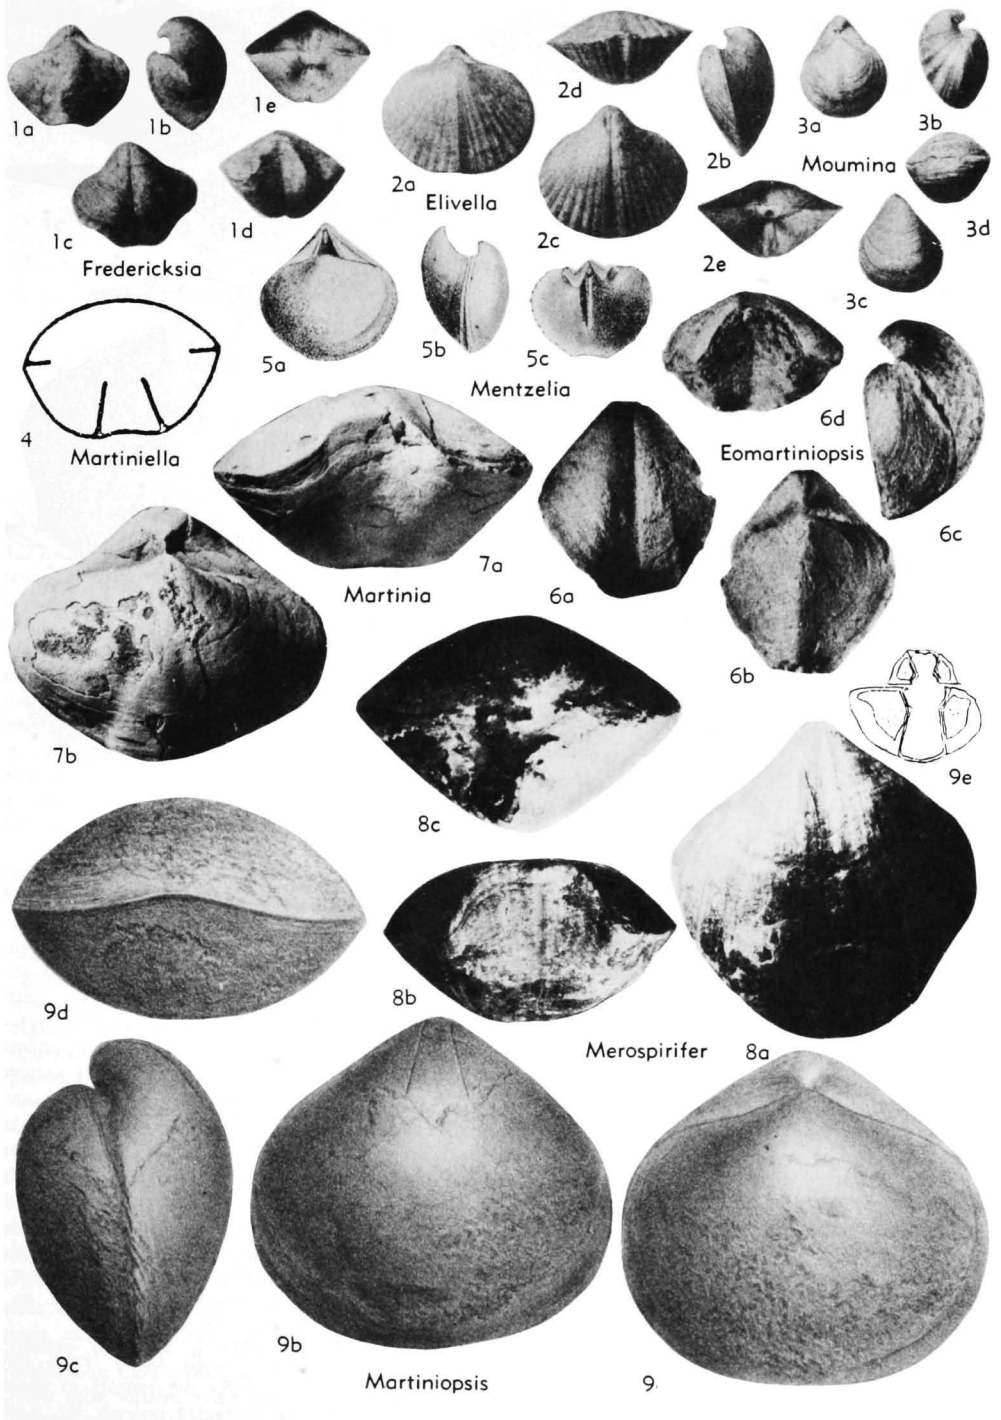 1a
1b
1e
2d
2b
3a
3b
Moumina
2a
Elivella
1c
1d
2c
3d
Fredericksia
2e
3c
5a
5b
5c
Mentzelia
6d
4
Martiniella
Eomartiniopsis
6c
7a
Martinia
6a
6b
7b
9e
8c
9d
8b
Merospirifer
8a
9c
9b
Martiniopsis
9